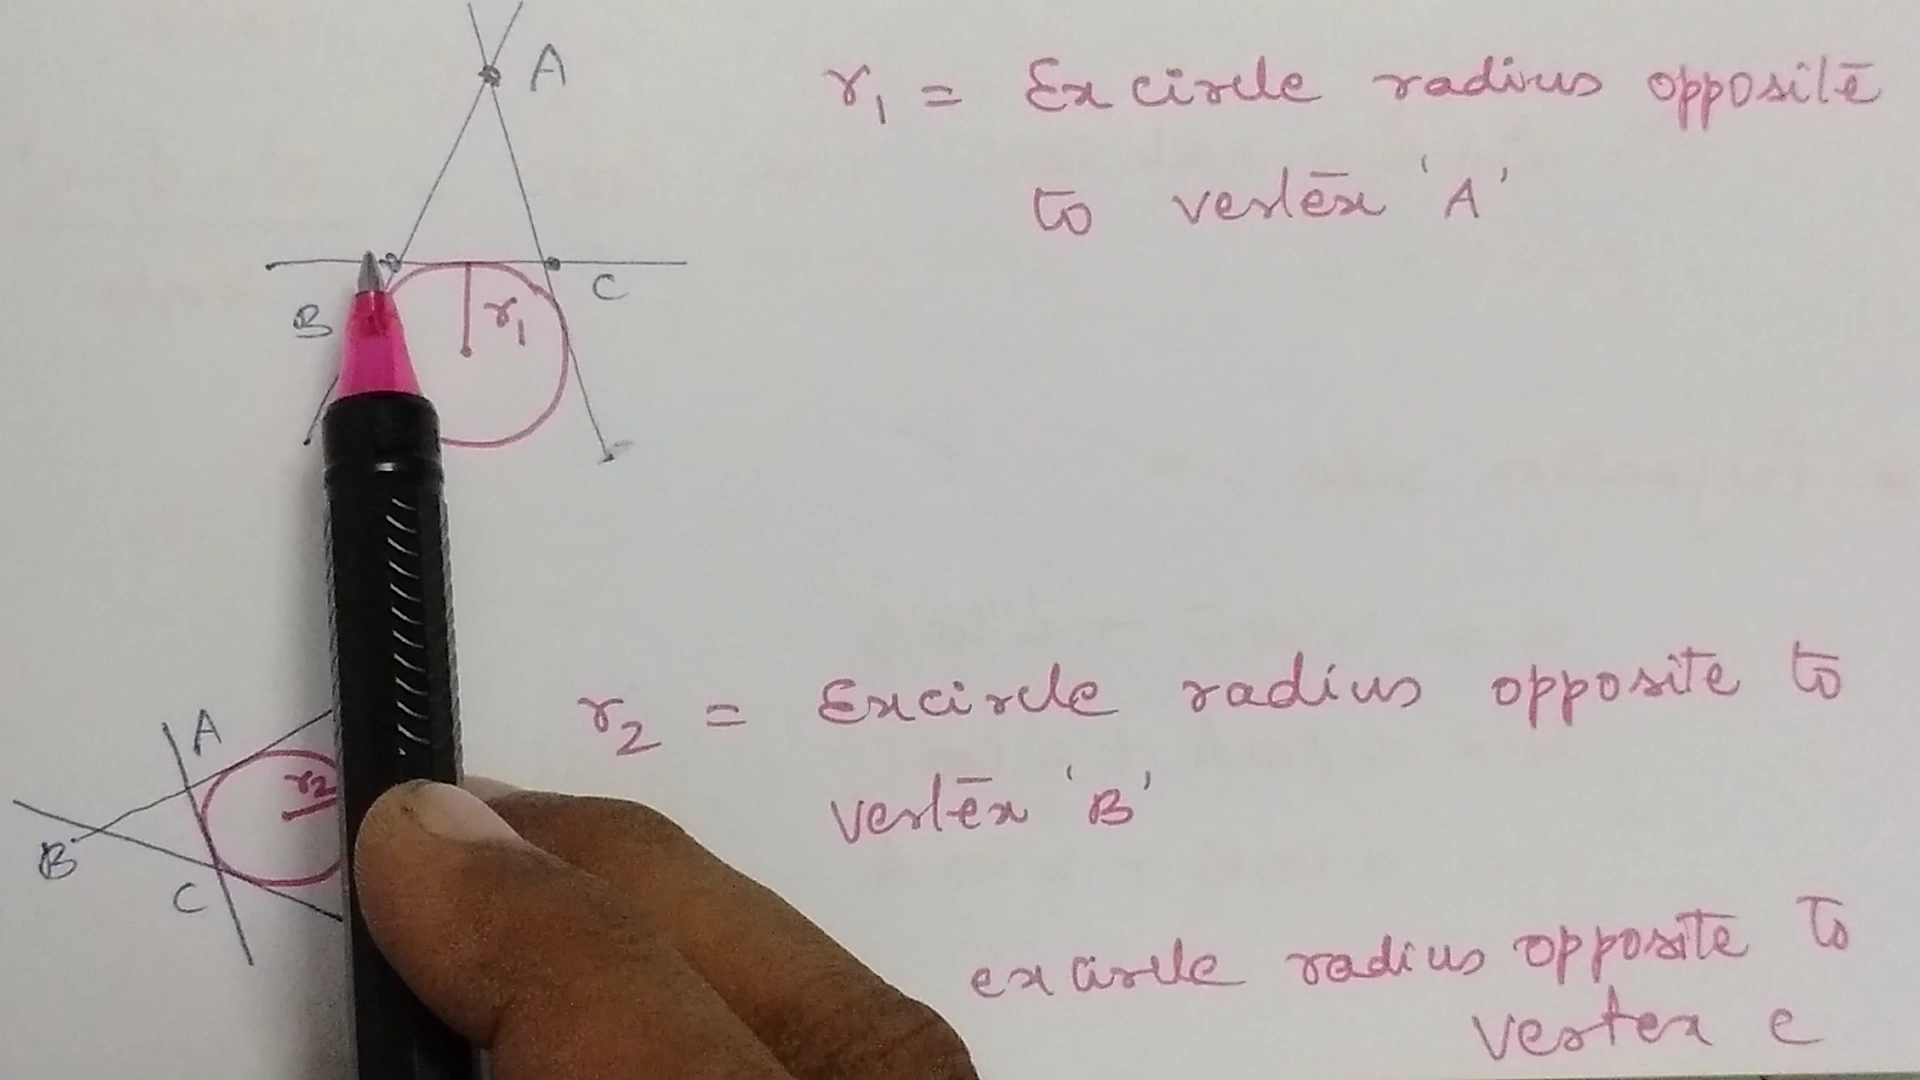 A
r₁ = Excircle radius opposite
to vertex 'A'
B
C
r₁
A
r₂
B
C
r₂ = Excircle radius opposite to
vertex 'B'
excircle radius opposite to
vertex C